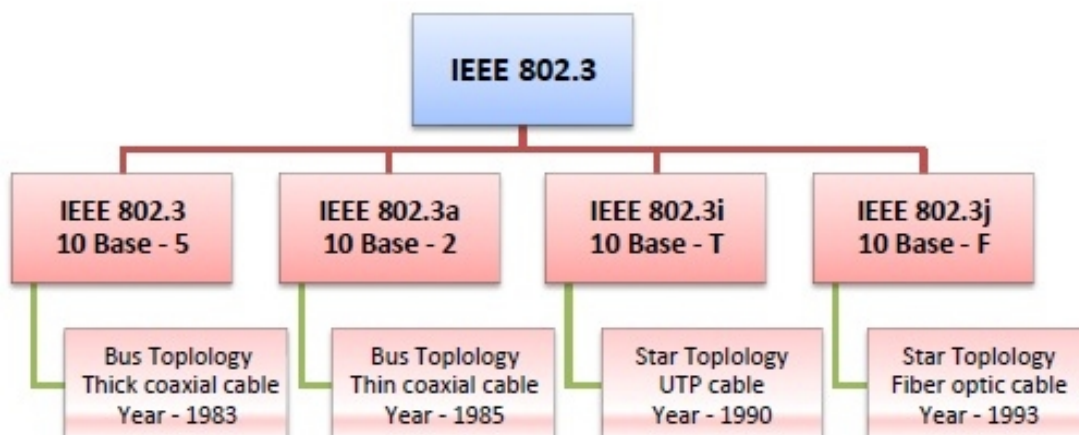 IEEE 802.3
IEEE 802.3
10 Base - 5
IEEE 802.3a
10 Base - 2
IEEE 802.3i
10 Base - T
IEEE 802.3j
10 Base - F
Bus Toplology
Thick coaxial cable
Year - 1983
Bus Toplology
Thin coaxial cable
Year - 1985
Star Toplology
UTP cable
Year - 1990
Star Toplology
Fiber optic cable
Year - 1993